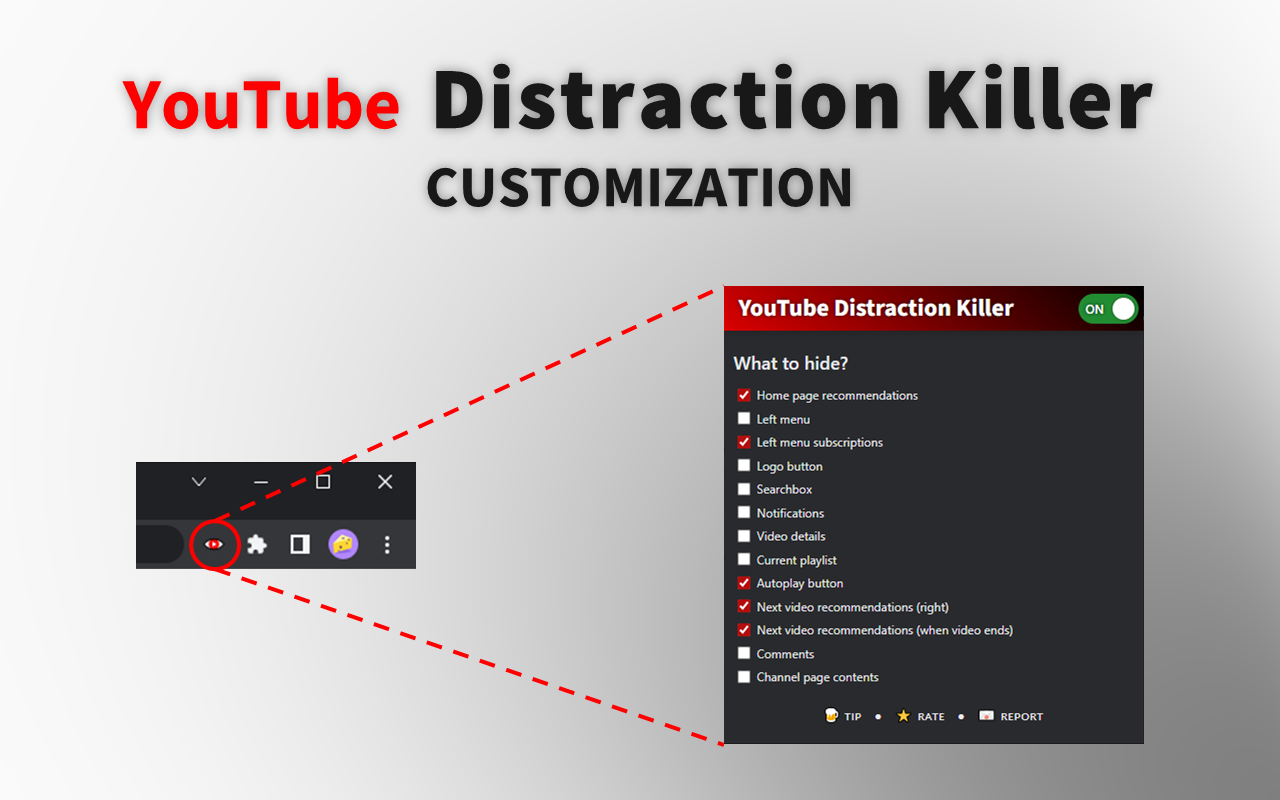 YouTube Distraction Killer
CUSTOMIZATION
YouTube Distraction Killer
ON
What to hide?
Home page recommendations
Left menu
Left menu subscriptions
Logo button
Searchbox
Notifications
Video details
Current playlist
Autoplay button
Next video recommendations (right)
Next video recommendations (when video ends)
Comments
Channel page contents
TIP • RATE • REPORT